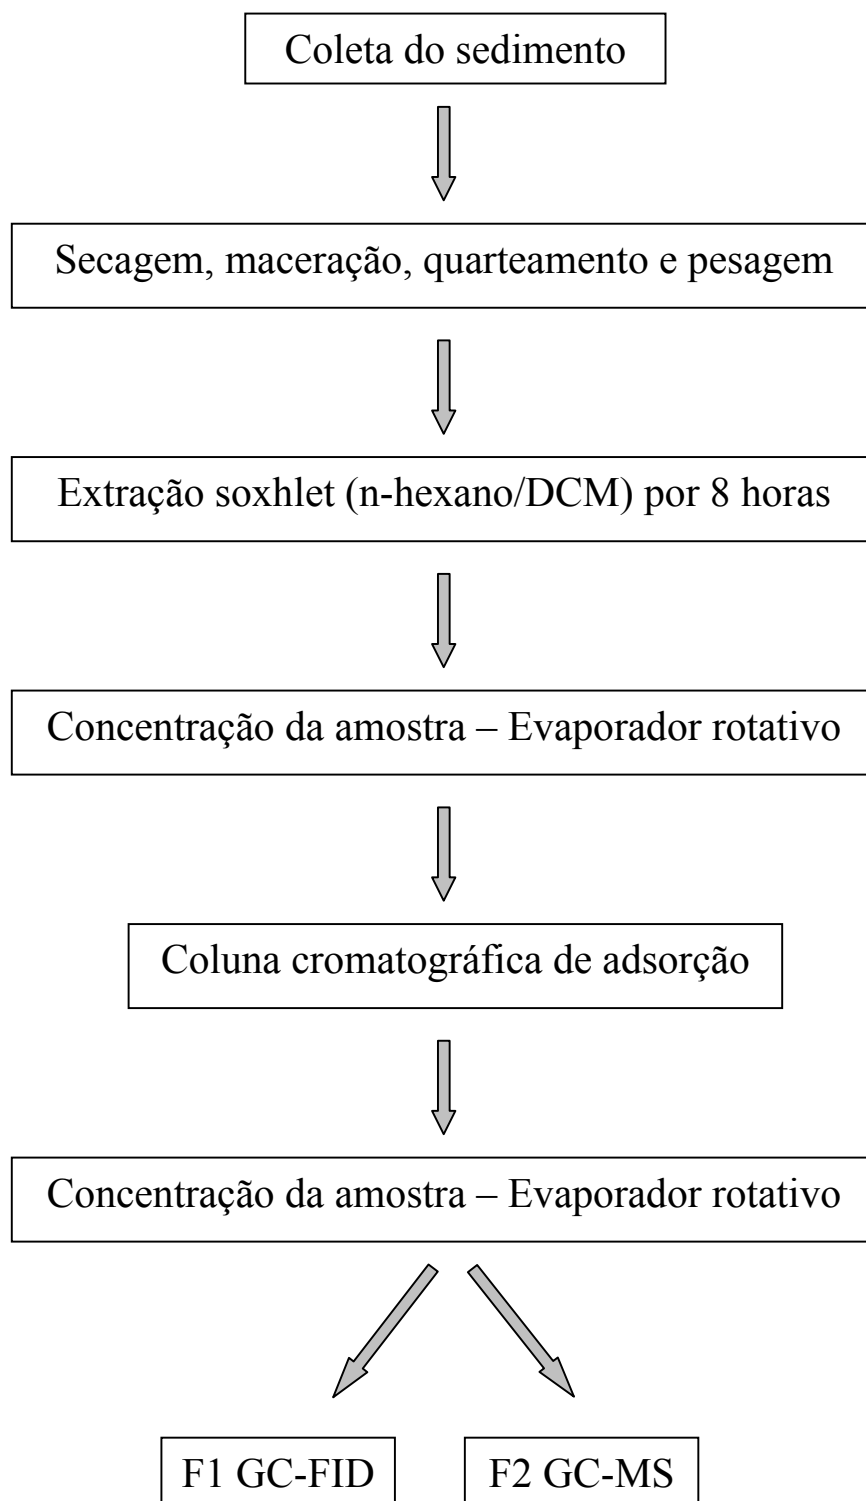 Coleta do sedimento
Secagem, maceração, quarteamento e pesagem
Extração soxhlet (n-hexano/DCM) por 8 horas
Concentração da amostra – Evaporador rotativo
Coluna cromatográfica de adsorção
Concentração da amostra – Evaporador rotativo
F1 GC-FID
F2 GC-MS